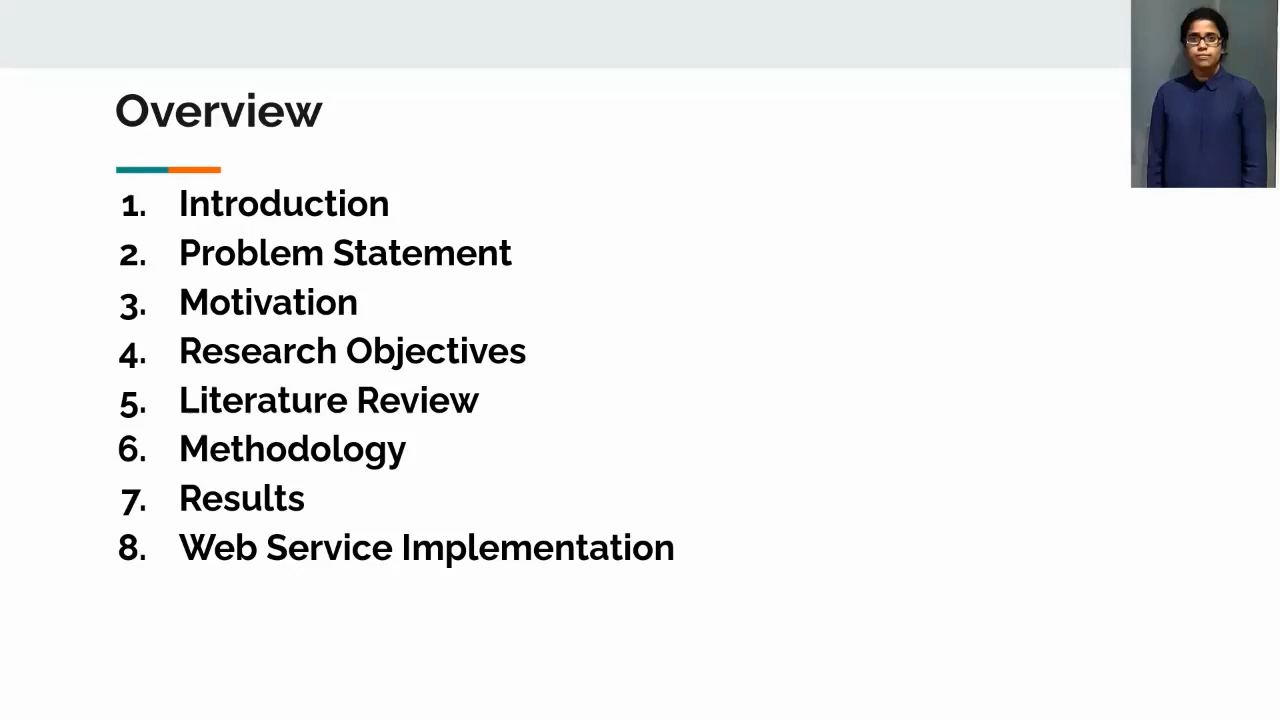 Overview
1. Introduction
2. Problem Statement
3. Motivation
4. Research Objectives
5. Literature Review
6. Methodology
7. Results
8. Web Service Implementation